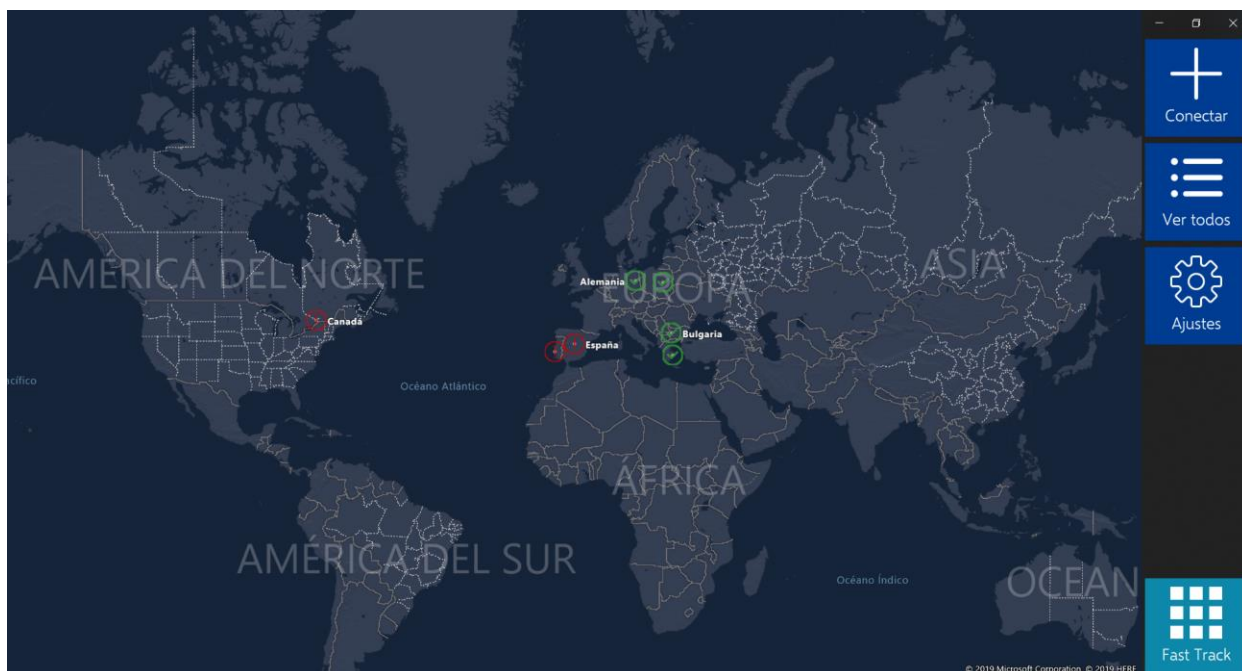 Conectar
Ver todos
Ajustes
AMÉRICA DEL NORTE
ASIA
Alemania
EUROPA
Canadá
Bulgaria
España
acífico
Océano Atlántico
ÁFRICA
AMÉRICA DEL SUR
Océano Índico
OCEAN
Fast Track
© 2019 Microsoft Corporation, © 2019 HERE